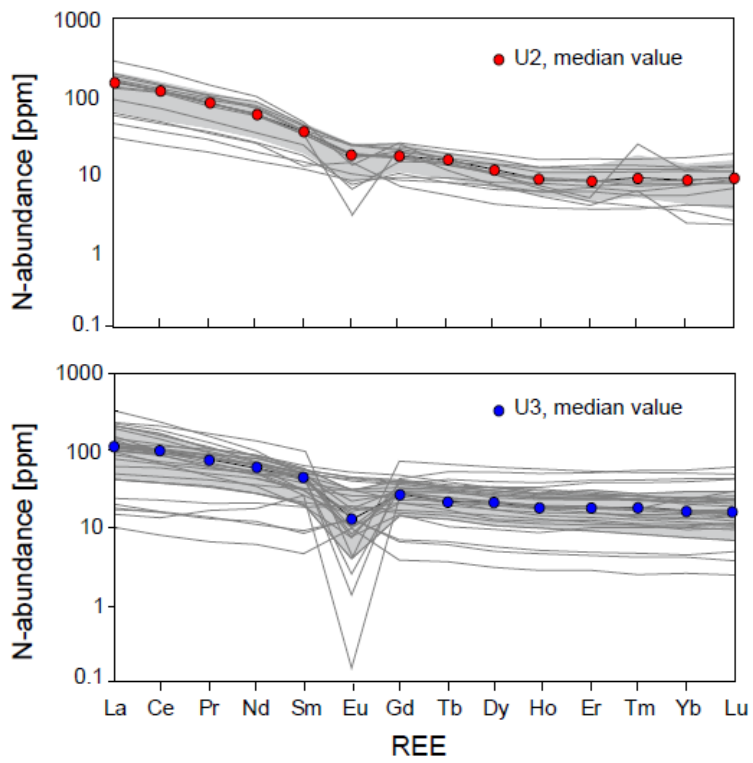 1000
U2, median value
100
10
1
0.1
N-abundance [ppm]
1000
U3, median value
100
10
1
0.1
N-abundance [ppm]
La Ce Pr Nd Sm Eu Gd Tb Dy Ho Er Tm Yb Lu
REE